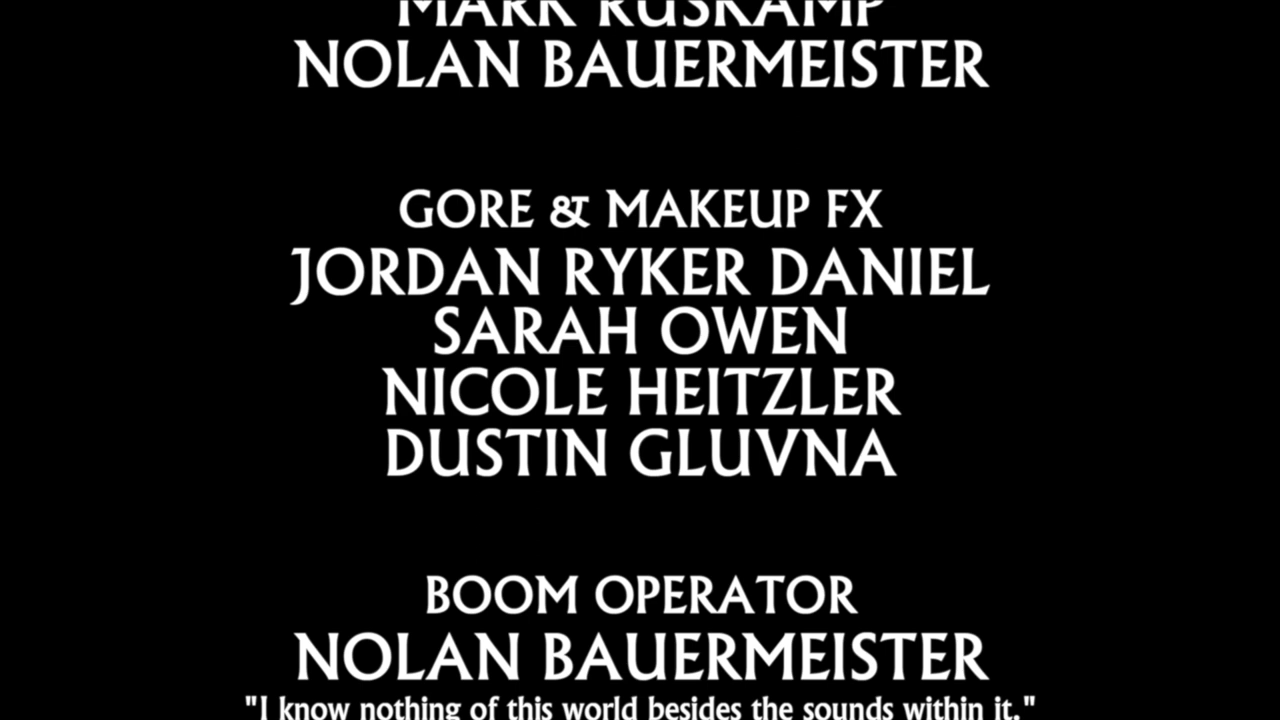 MARK RUSKAMP
NOLAN BAUERMEISTER
GORE & MAKEUP FX
JORDAN RYKER DANIEL
SARAH OWEN
NICOLE HEITZLER
DUSTIN GLUVNA
BOOM OPERATOR
NOLAN BAUERMEISTER
"I know nothing of this world besides the sounds within it."